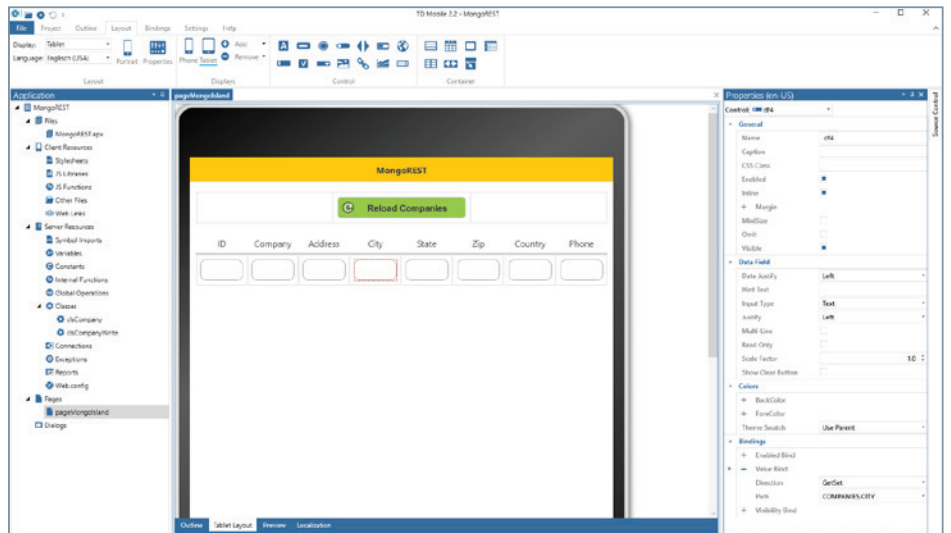 TD Mobile 2.2 - MongoREST
File Project Outline Layout Bindings Settings Help
Display: Tablet
Language: Englisch (USA)
Portrait Properties
Phone Tablet
Add
Remove
Layout Displays Control Container
Application
MongoREST
Files
MongoREST.apx
Client Resources
Stylesheets
JS Libraries
JS Functions
Other Files
Web Links
Server Resources
Symbol Imports
Variables
Constants
Internal Functions
Global Operations
Classes
clsCompany
clsCompanyWrite
Connections
Exceptions
Reports
Web.config
Pages
pageMongoIsland
Dialogs
pageMongoIsland
MongoREST
Reload Companies
ID Company Address City State Zip Country Phone
Outline Tablet Layout Preview Localization
Properties (en-US)
Control: df4
General
Name df4
Caption
CSS Class
Enabled
Inline
+ Margin
MiniSize
Omit
Visible
Data Field
Data Justify Left
Hint Text
Input Type Text
Justify Left
Multi-Line
Read Only
Scale Factor 1.0
Show Clear Button
Colors
+ BackColor
+ ForeColor
Theme Swatch Use Parent
Bindings
+ Enabled Bind
- Value Bind
Direction GetSet
Path COMPANIES.CITY
+ Visibility Bind
Source Control